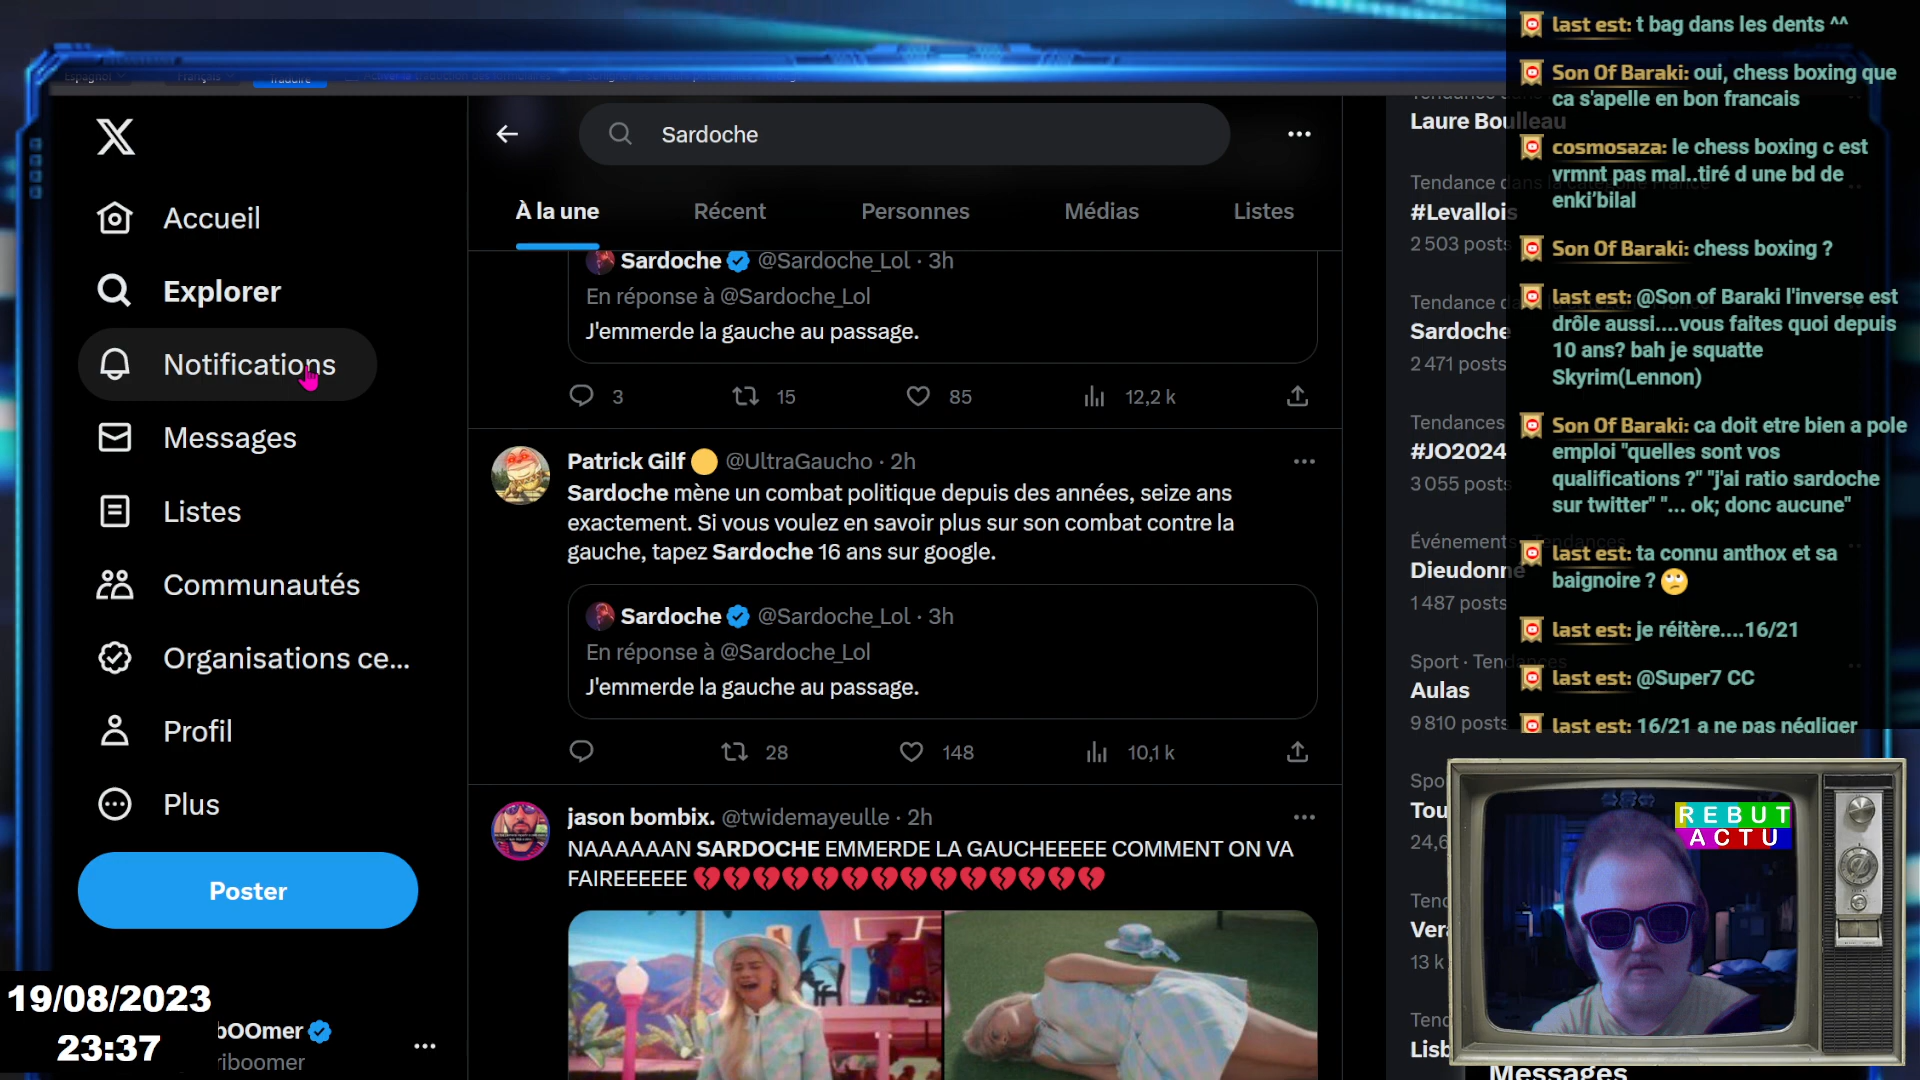 Accueil
Explorer
Notifications
Messages
Listes
Communautés
Organisations ce...
Profil
Plus
Poster
19/08/2023
23:37
bOOmer
riboomer
Sardoche
À la une
Récent
Personnes
Médias
Listes
Sardoche @Sardoche_Lol · 3h
En réponse à @Sardoche_Lol
J'emmerde la gauche au passage.
3 15 85 12,2 k
Patrick Gilf @UltraGaucho · 2h
Sardoche mène un combat politique depuis des années, seize ans
exactement. Si vous voulez en savoir plus sur son combat contre la
gauche, tapez Sardoche 16 ans sur google.
Sardoche @Sardoche_Lol · 3h
En réponse à @Sardoche_Lol
J'emmerde la gauche au passage.
28 148 10,1 k
jason bombix. @twidemayeulle · 2h
NAAAAAAN SARDOCHE EMMERDE LA GAUCHEEEEE COMMENT ON VA
FAIREEEEEE 💔💔💔💔💔💔💔💔💔💔💔💔💔💔
Laure Boulleau
Tendance dans la catégorie France
#Levallois
2 503 posts
Tendance
Sardoche
2 471 posts
Tendances
#JO2024
3 055 posts
Événements · Tendances
Dieudonné
1 487 posts
Sport · Tendances
Aulas
9 810 posts
13 k
Messages
last est: t bag dans les dents ^^
Son Of Baraki: oui, chess boxing que
ca s'apelle en bon francais
cosmosaza: le chess boxing c est
vrmnt pas mal..tiré d une bd de
enki'bilal
Son Of Baraki: chess boxing ?
last est: @Son of Baraki l'inverse est
drôle aussi....vous faites quoi depuis
10 ans? bah je squatte
Skyrim(Lennon)
Son Of Baraki: ca doit etre bien a pole
emploi "quelles sont vos
qualifications ?" "j'ai ratio sardoche
sur twitter" "... ok; donc aucune"
last est: ta connu anthox et sa
baignoire ? 🙄
last est: je réitère....16/21
last est: @Super7 CC
last est: 16/21 a ne pas négliger
REBUT
ACTU